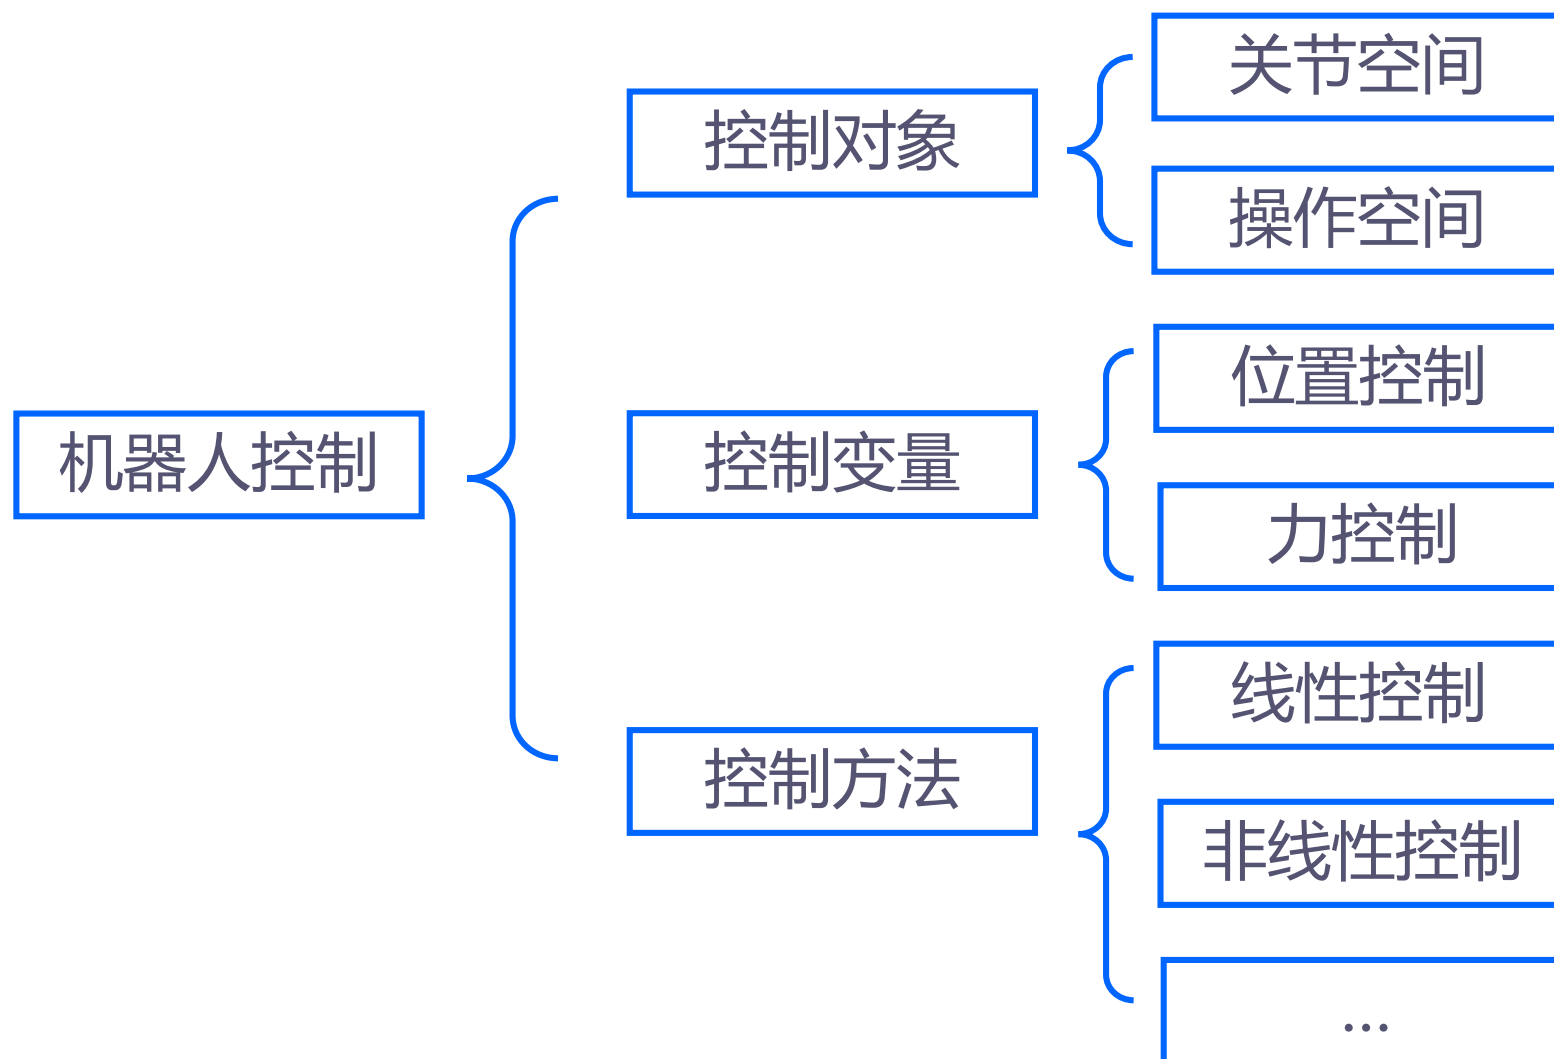 机器人控制
控制对象
关节空间
操作空间
控制变量
位置控制
力控制
控制方法
线性控制
非线性控制
...